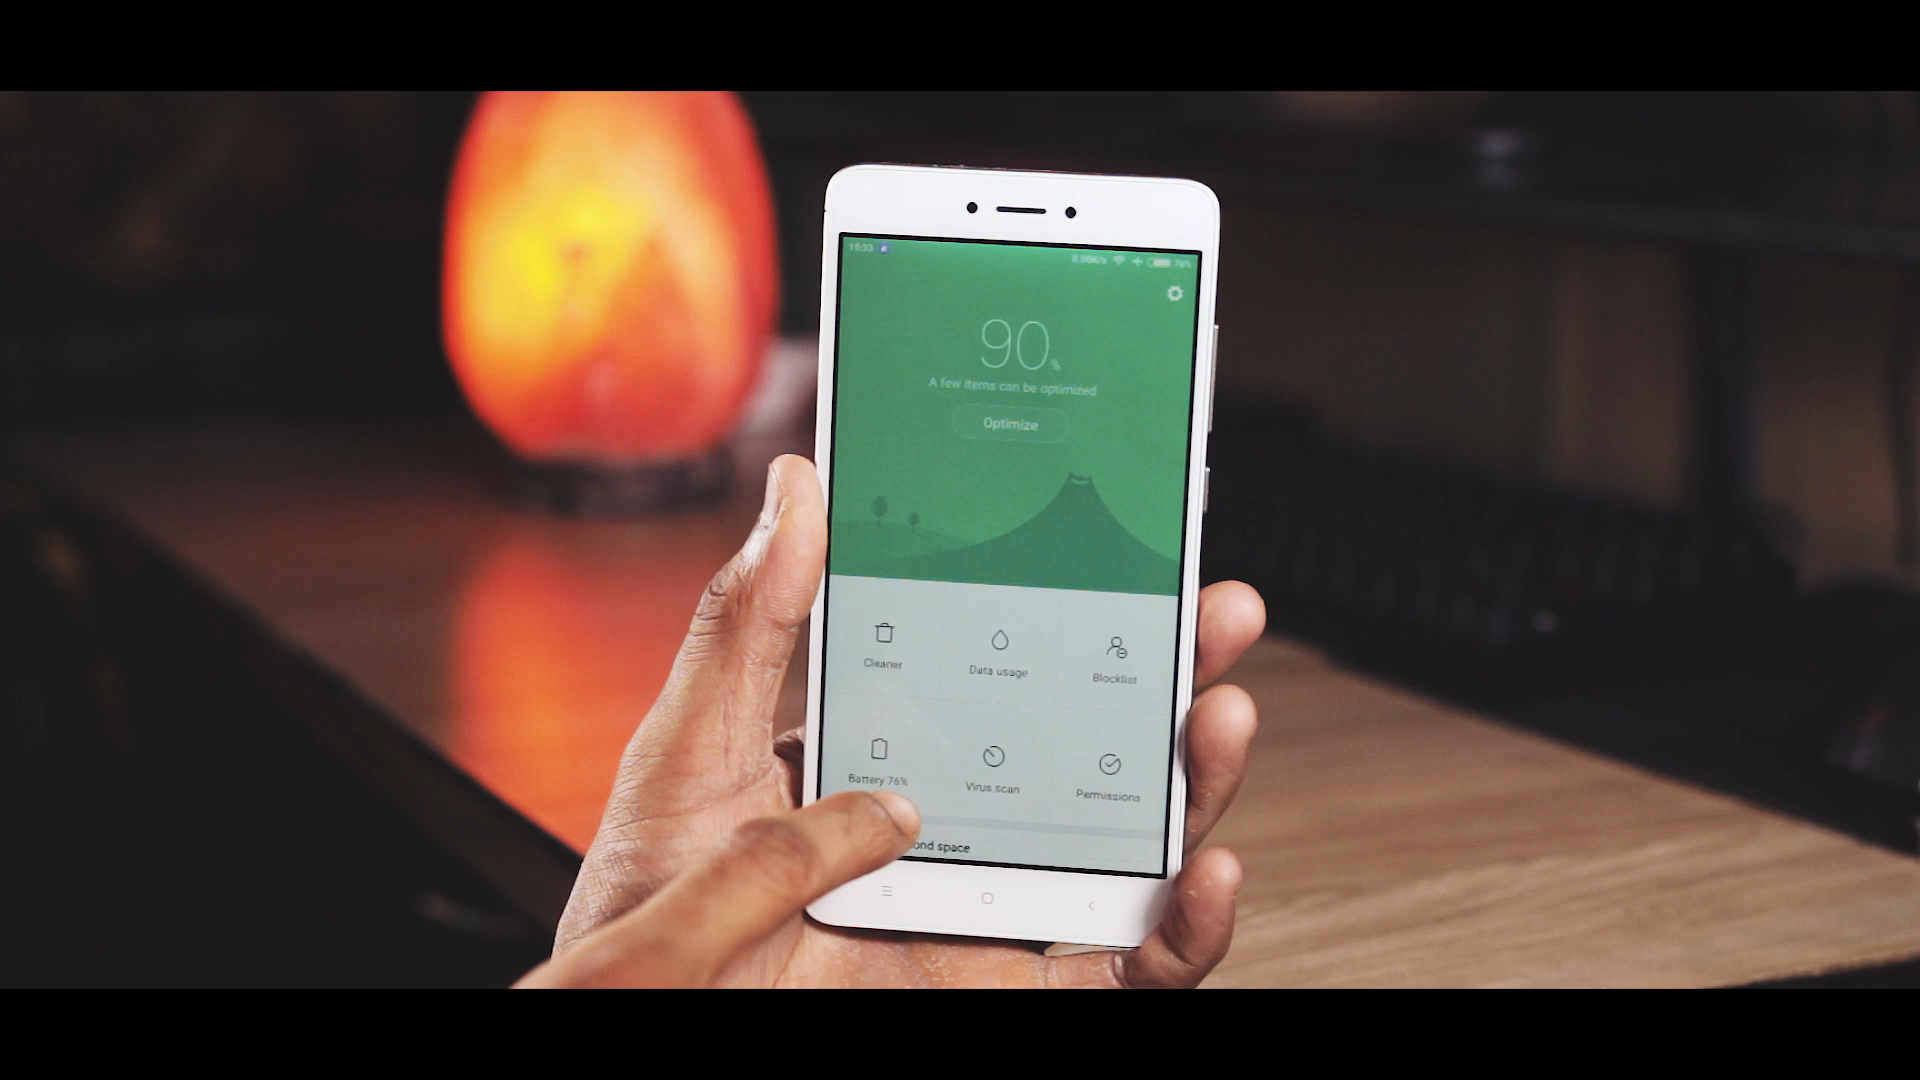 15:33
0.00K/s 76%
90%
A few items can be optimized
Optimize
Cleaner
Data usage
Blocklist
Battery 76%
Virus scan
Permissions
ond space